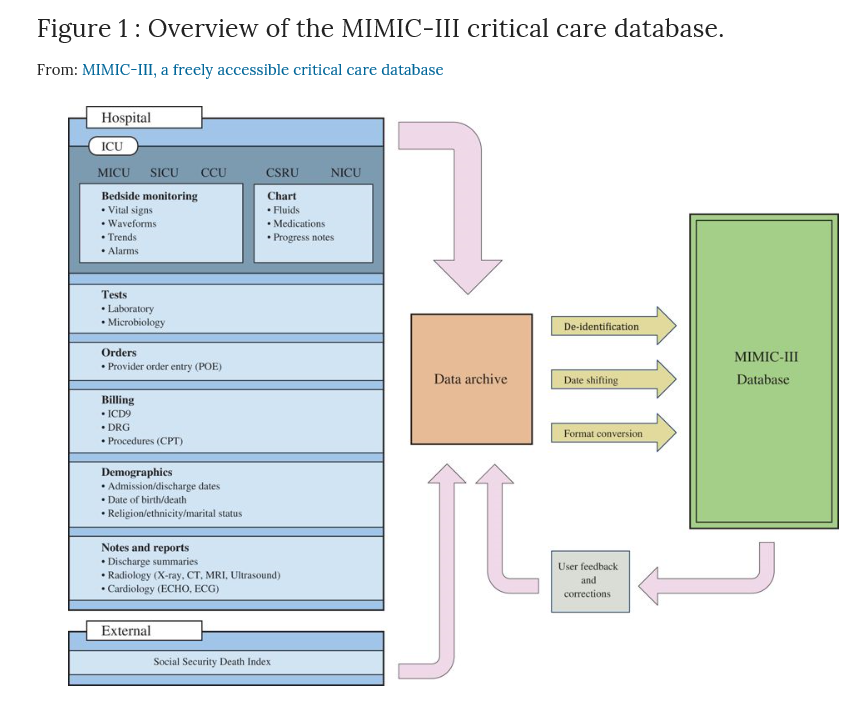 Figure 1 : Overview of the MIMIC-III critical care database.
From: MIMIC-III, a freely accessible critical care database
Hospital
ICU
MICU SICU CCU CSRU NICU
Bedside monitoring
• Vital signs
• Waveforms
• Trends
• Alarms
Chart
• Fluids
• Medications
• Progress notes
Tests
• Laboratory
• Microbiology
Orders
• Provider order entry (POE)
Billing
• ICD9
• DRG
• Procedures (CPT)
Demographics
• Admission/discharge dates
• Date of birth/death
• Religion/ethnicity/marital status
Notes and reports
• Discharge summaries
• Radiology (X-ray, CT, MRI, Ultrasound)
• Cardiology (ECHO, ECG)
External
Social Security Death Index
Data archive
De-identification
Date shifting
Format conversion
MIMIC-III
Database
User feedback
and
corrections